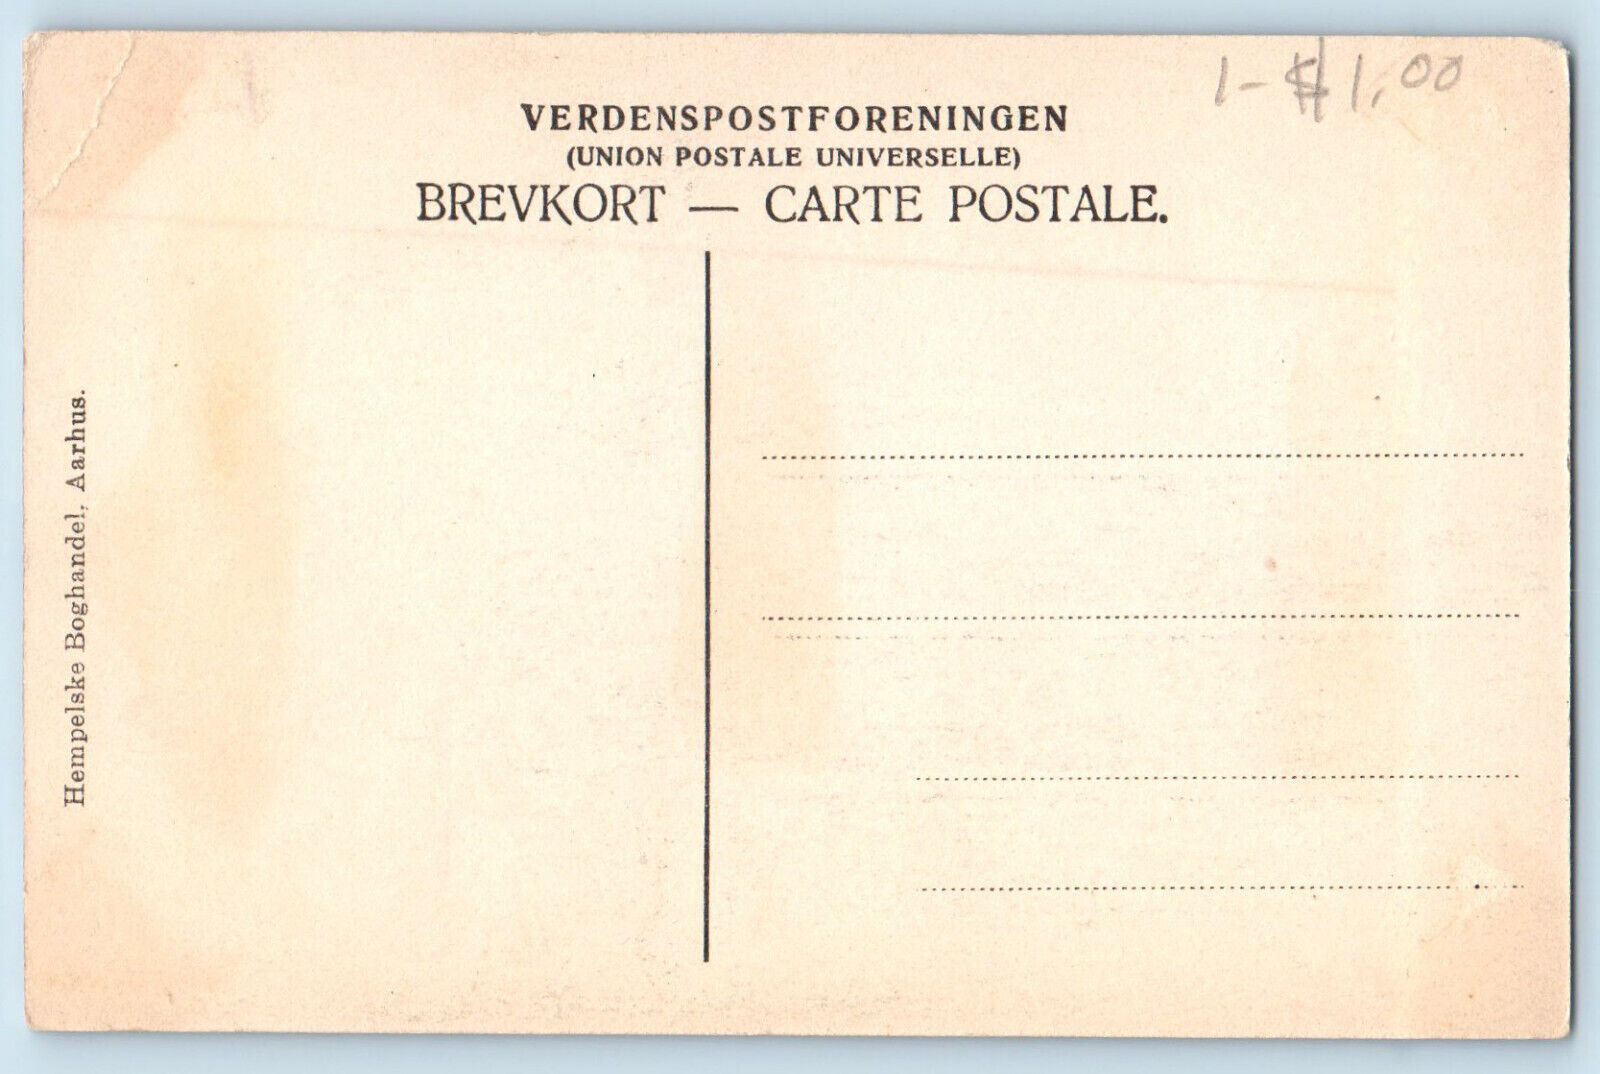 1-$1.00
VERDENSPOSTFORENINGEN
(UNION POSTALE UNIVERSELLE)
BREVKORT — CARTE POSTALE.
Hempelske Boghandel, Aarhus.